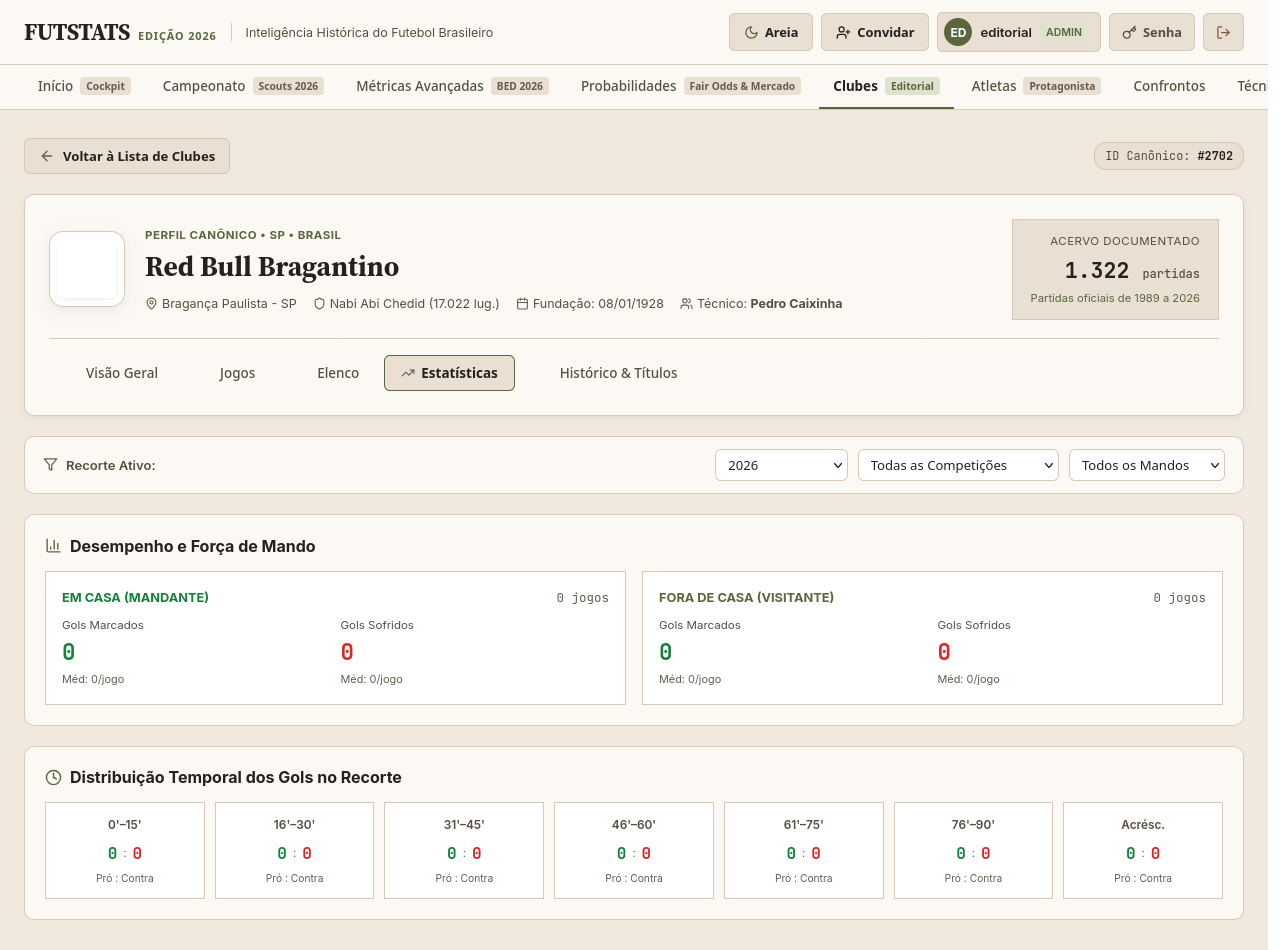 FUTSTATS EDIÇÃO 2026 Inteligência Histórica do Futebol Brasileiro Areia Convidar ED editorial ADMIN Senha
Início Cockpit Campeonato Scouts 2026 Métricas Avançadas BED 2026 Probabilidades Fair Odds & Mercado Clubes Editorial Atletas Protagonista Confrontos Técni
Voltar à Lista de Clubes ID Canônico: #2702
PERFIL CANÔNICO • SP • BRASIL
Red Bull Bragantino
Bragança Paulista - SP Nabi Abi Chedid (17.022 lug.) Fundação: 08/01/1928 Técnico: Pedro Caixinha
ACERVO DOCUMENTADO
1.322 partidas
Partidas oficiais de 1989 a 2026
Visão Geral Jogos Elenco Estatísticas Histórico & Títulos
Recorte Ativo: 2026 Todas as Competições Todos os Mandos
Desempenho e Força de Mando
EM CASA (MANDANTE) 0 jogos
Gols Marcados Gols Sofridos
0 0
Méd: 0/jogo Méd: 0/jogo
FORA DE CASA (VISITANTE) 0 jogos
Gols Marcados Gols Sofridos
0 0
Méd: 0/jogo Méd: 0/jogo
Distribuição Temporal dos Gols no Recorte
0'–15' 16'–30' 31'–45' 46'–60' 61'–75' 76'–90' Acrésc.
0 : 0 0 : 0 0 : 0 0 : 0 0 : 0 0 : 0 0 : 0
Pró : Contra Pró : Contra Pró : Contra Pró : Contra Pró : Contra Pró : Contra Pró : Contra